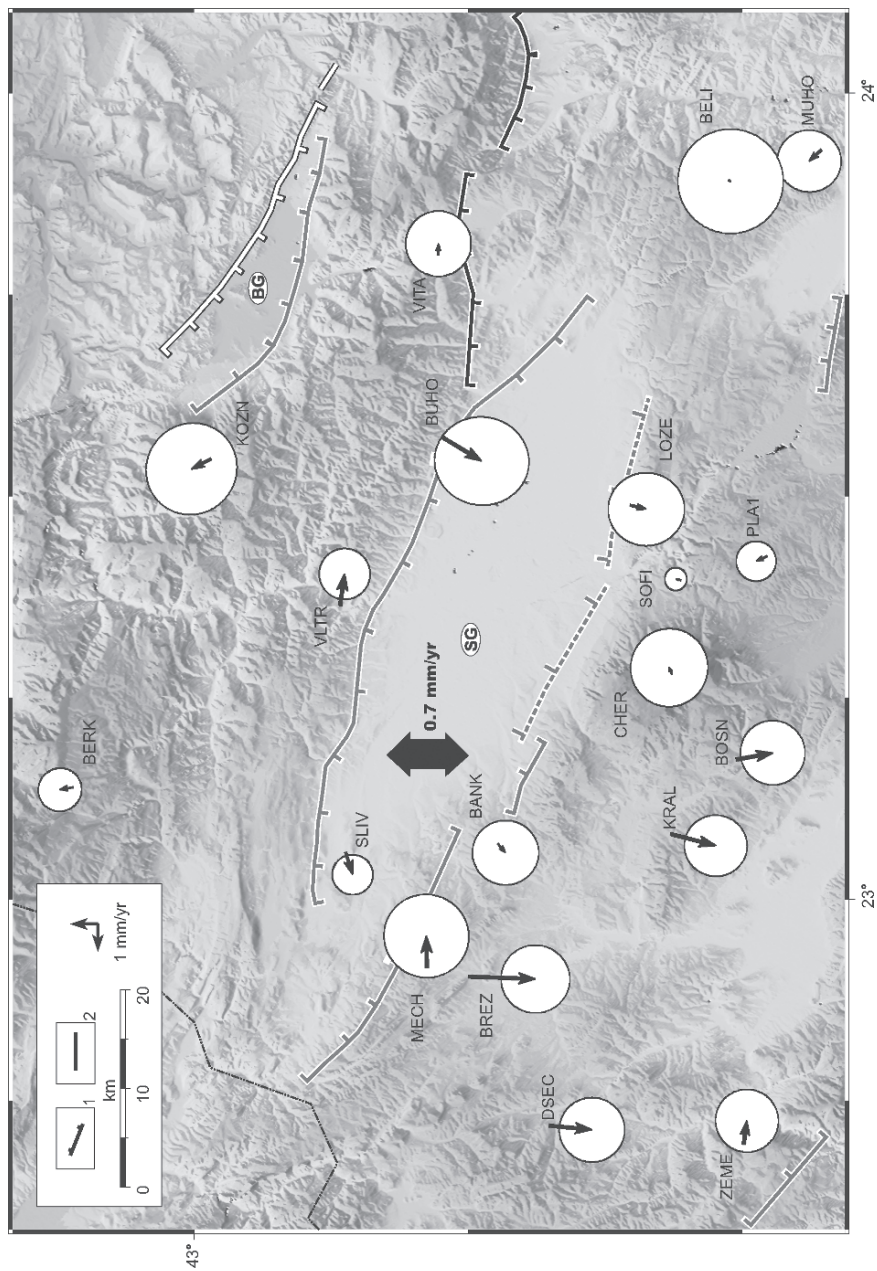 BERK
KOZN
BG
VLTR
SLIV
VITA
BUHO
0.7 mm/yr
SG
MECH
BANK
BREZ
DSEC
ZEME
KRAL
BOSN
CHER
SOFI
LOZE
PLA1
BELI
MUHO
1
2
0
10
20
km
1 mm/yr
43°
23°
24°